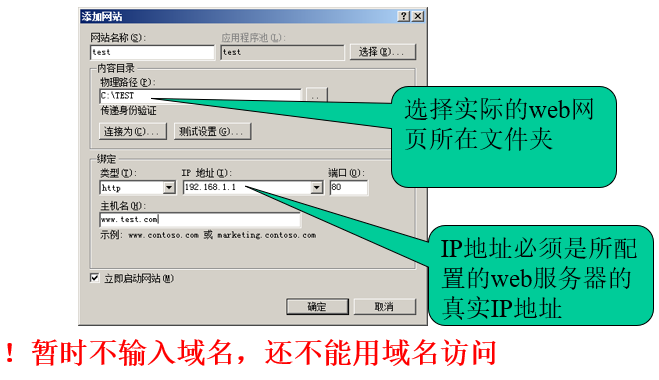 添加网站
网站名称(S):
应用程序池(L):
test
test
选择(E)...
内容目录
物理路径(P):
C:\TEST
...
传递身份验证
连接为(C)...
测试设置(G)...
绑定
类型(T):
IP 地址(I):
端口(O):
http
192.168.1.1
80
主机名(H):
www.test.com
示例: www.contoso.com 或 marketing.contoso.com
立即启动网站(M)
确定
取消
选择实际的web网
页所在文件夹
IP地址必须是所配
置的web服务器的
真实IP地址
！暂时不输入域名，还不能用域名访问